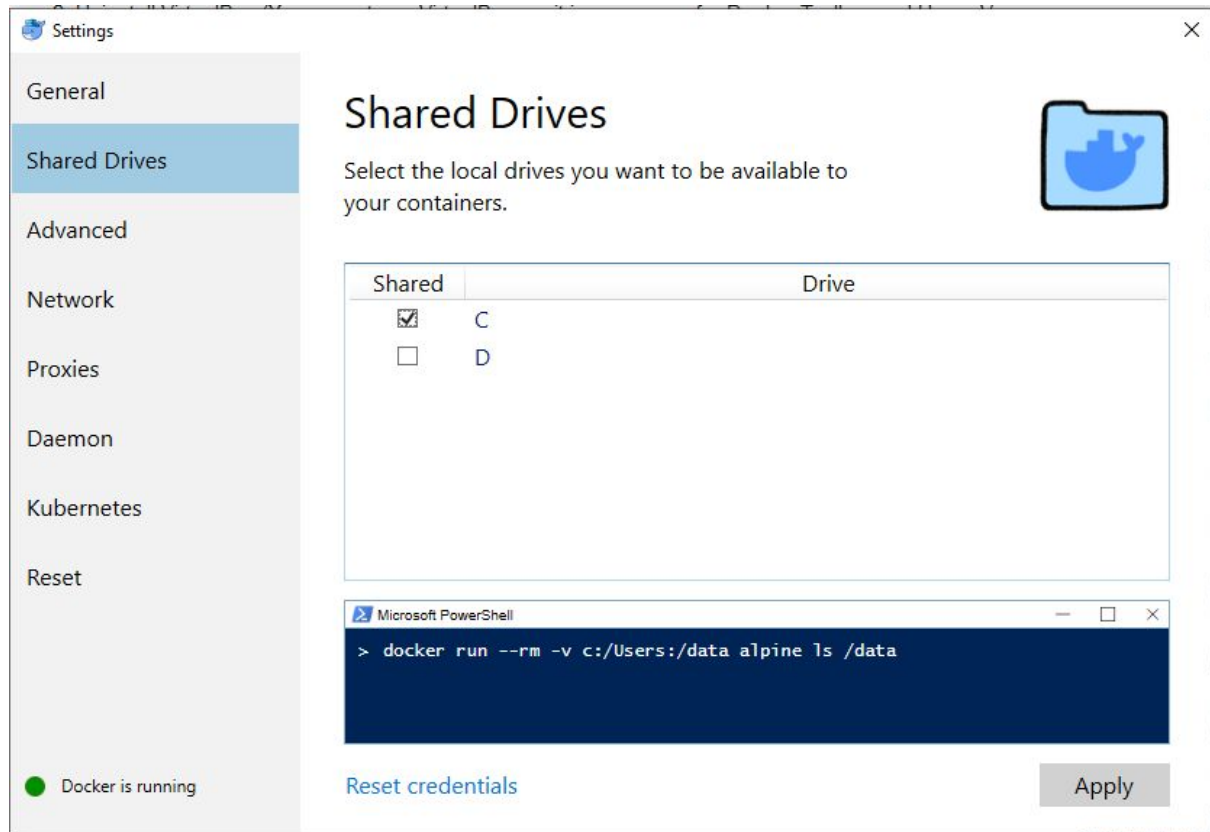 Settings
General
Shared Drives
Advanced
Network
Proxies
Daemon
Kubernetes
Reset
Docker is running
Shared Drives
Select the local drives you want to be available to
your containers.
Shared Drive
C
D
Microsoft PowerShell
> docker run --rm -v c:/Users:/data alpine ls /data
Reset credentials
Apply